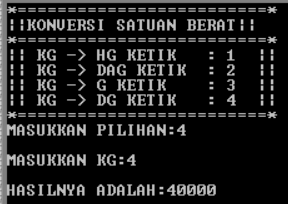 *==========================*
||KONVERSI SATUAN BERAT||
*==========================*
|| KG -> HG KETIK : 1 ||
|| KG -> DAG KETIK : 2 ||
|| KG -> G KETIK : 3 ||
|| KG -> DG KETIK : 4 ||
*==========================*
MASUKKAN PILIHAN:4
MASUKKAN KG:4
HASILNYA ADALAH:40000